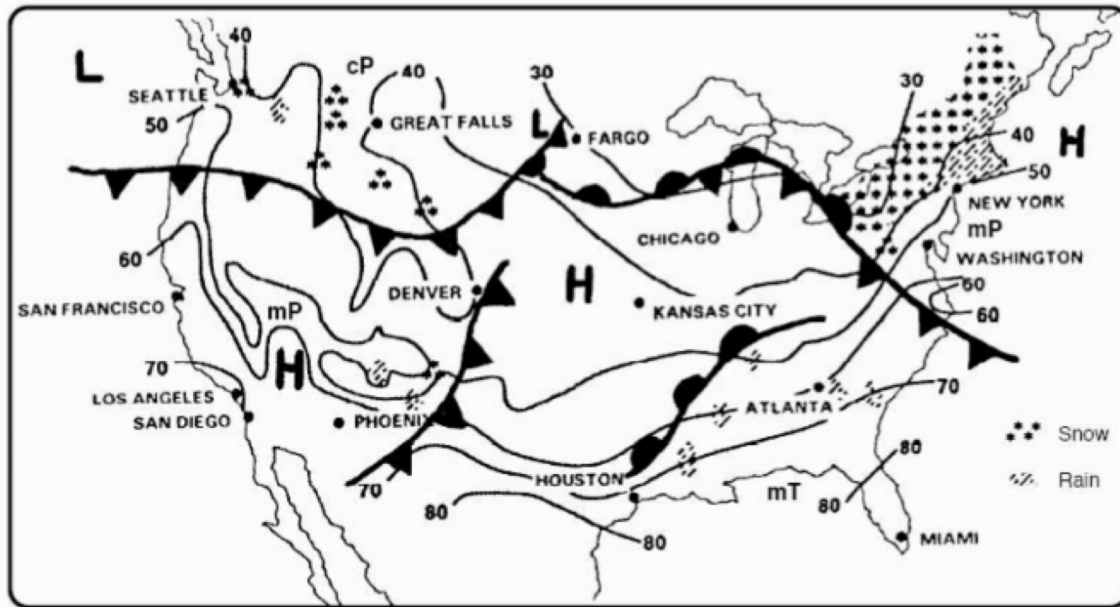 L
40
cP
SEATTLE
50
40
GREAT FALLS
30
L
FARGO
30
40
H
50
NEW YORK
mP
WASHINGTON
CHICAGO
60
60
60
SAN FRANCISCO
DENVER
H
KANSAS CITY
mP
H
70
LOS ANGELES
SAN DIEGO
PHOENIX
ATLANTA
70
Snow
70
HOUSTON
mT
80
Rain
80
80
80
MIAMI